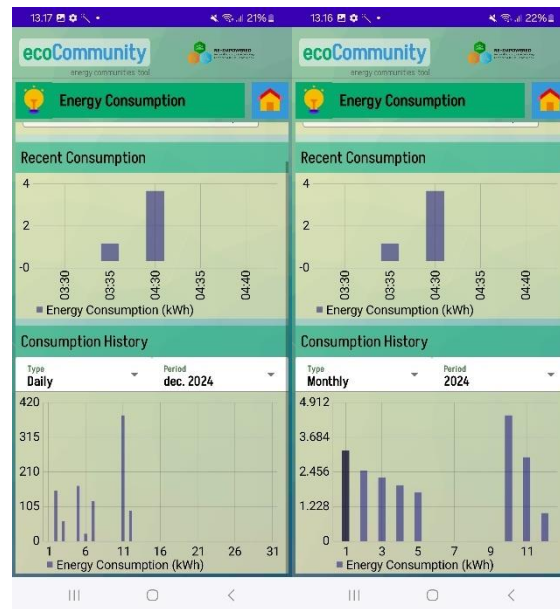 13.17
21%
ecoCommunity
energy communities tool
RE-EMPOWERED
Energy Consumption
Recent Consumption
4
2
-0
03:30
03:35
04:30
04:35
04:40
Energy Consumption (kWh)
Consumption History
Type
Daily
Period
dec. 2024
420
315
210
105
0
1 6 11 16 21 26 31
Energy Consumption (kWh)
13.16
22%
ecoCommunity
energy communities tool
RE-EMPOWERED
Energy Consumption
Recent Consumption
4
2
-0
03:30
03:35
04:30
04:35
04:40
Energy Consumption (kWh)
Consumption History
Type
Monthly
Period
2024
4.912
3.684
2.456
1.228
0
1 3 5 7 9 11
Energy Consumption (kWh)